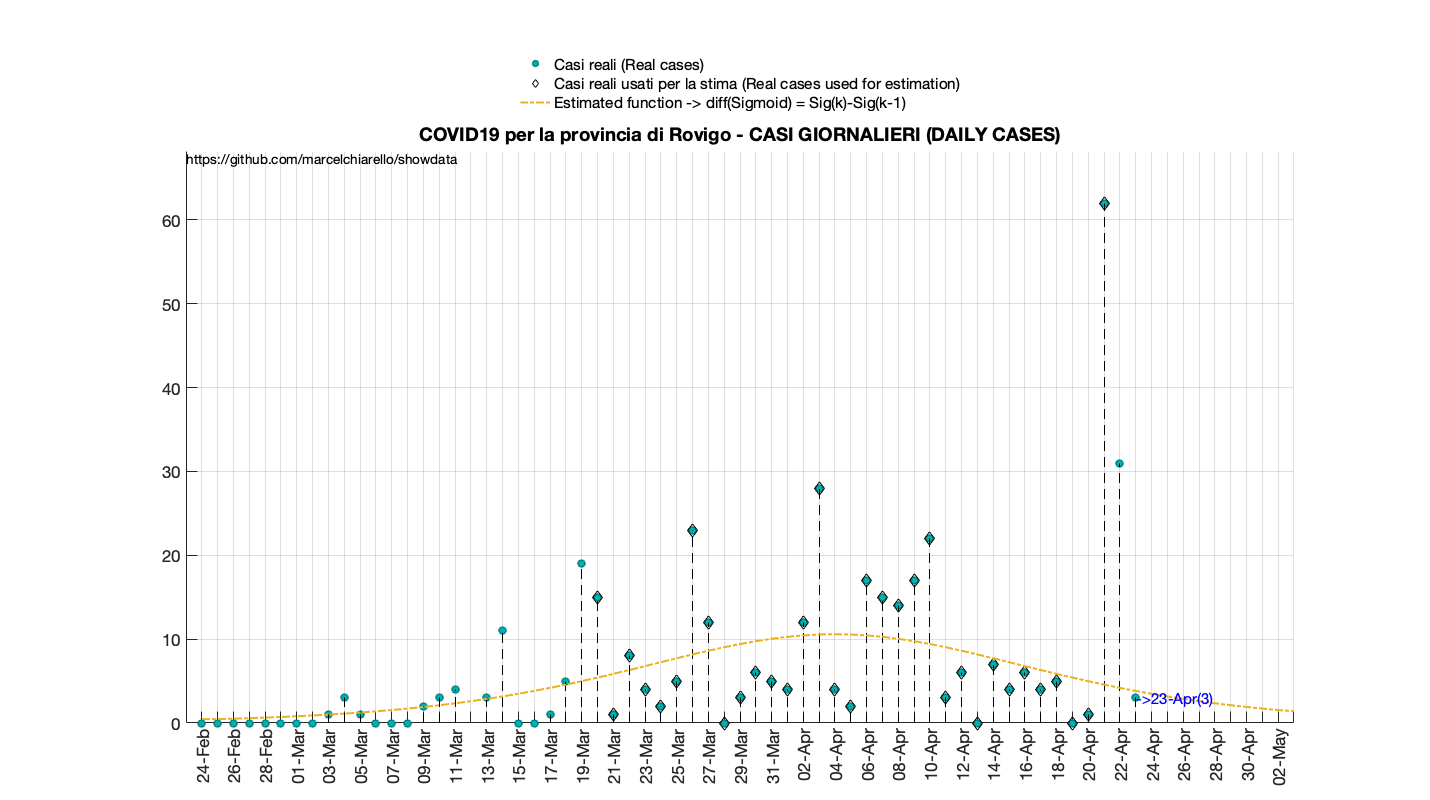 Casi reali (Real cases)
Casi reali usati per la stima (Real cases used for estimation)
Estimated function -> diff(Sigmoid) = Sig(k)-Sig(k-1)
COVID19 per la provincia di Rovigo - CASI GIORNALIERI (DAILY CASES)
https://github.com/marcelchiarello/showdata
60
50
40
30
20
10
0
->23-Apr(3)
24-Feb
26-Feb
28-Feb
01-Mar
03-Mar
05-Mar
07-Mar
09-Mar
11-Mar
13-Mar
15-Mar
17-Mar
19-Mar
21-Mar
23-Mar
25-Mar
27-Mar
29-Mar
31-Mar
02-Apr
04-Apr
06-Apr
08-Apr
10-Apr
12-Apr
14-Apr
16-Apr
18-Apr
20-Apr
22-Apr
24-Apr
26-Apr
28-Apr
30-Apr
02-May